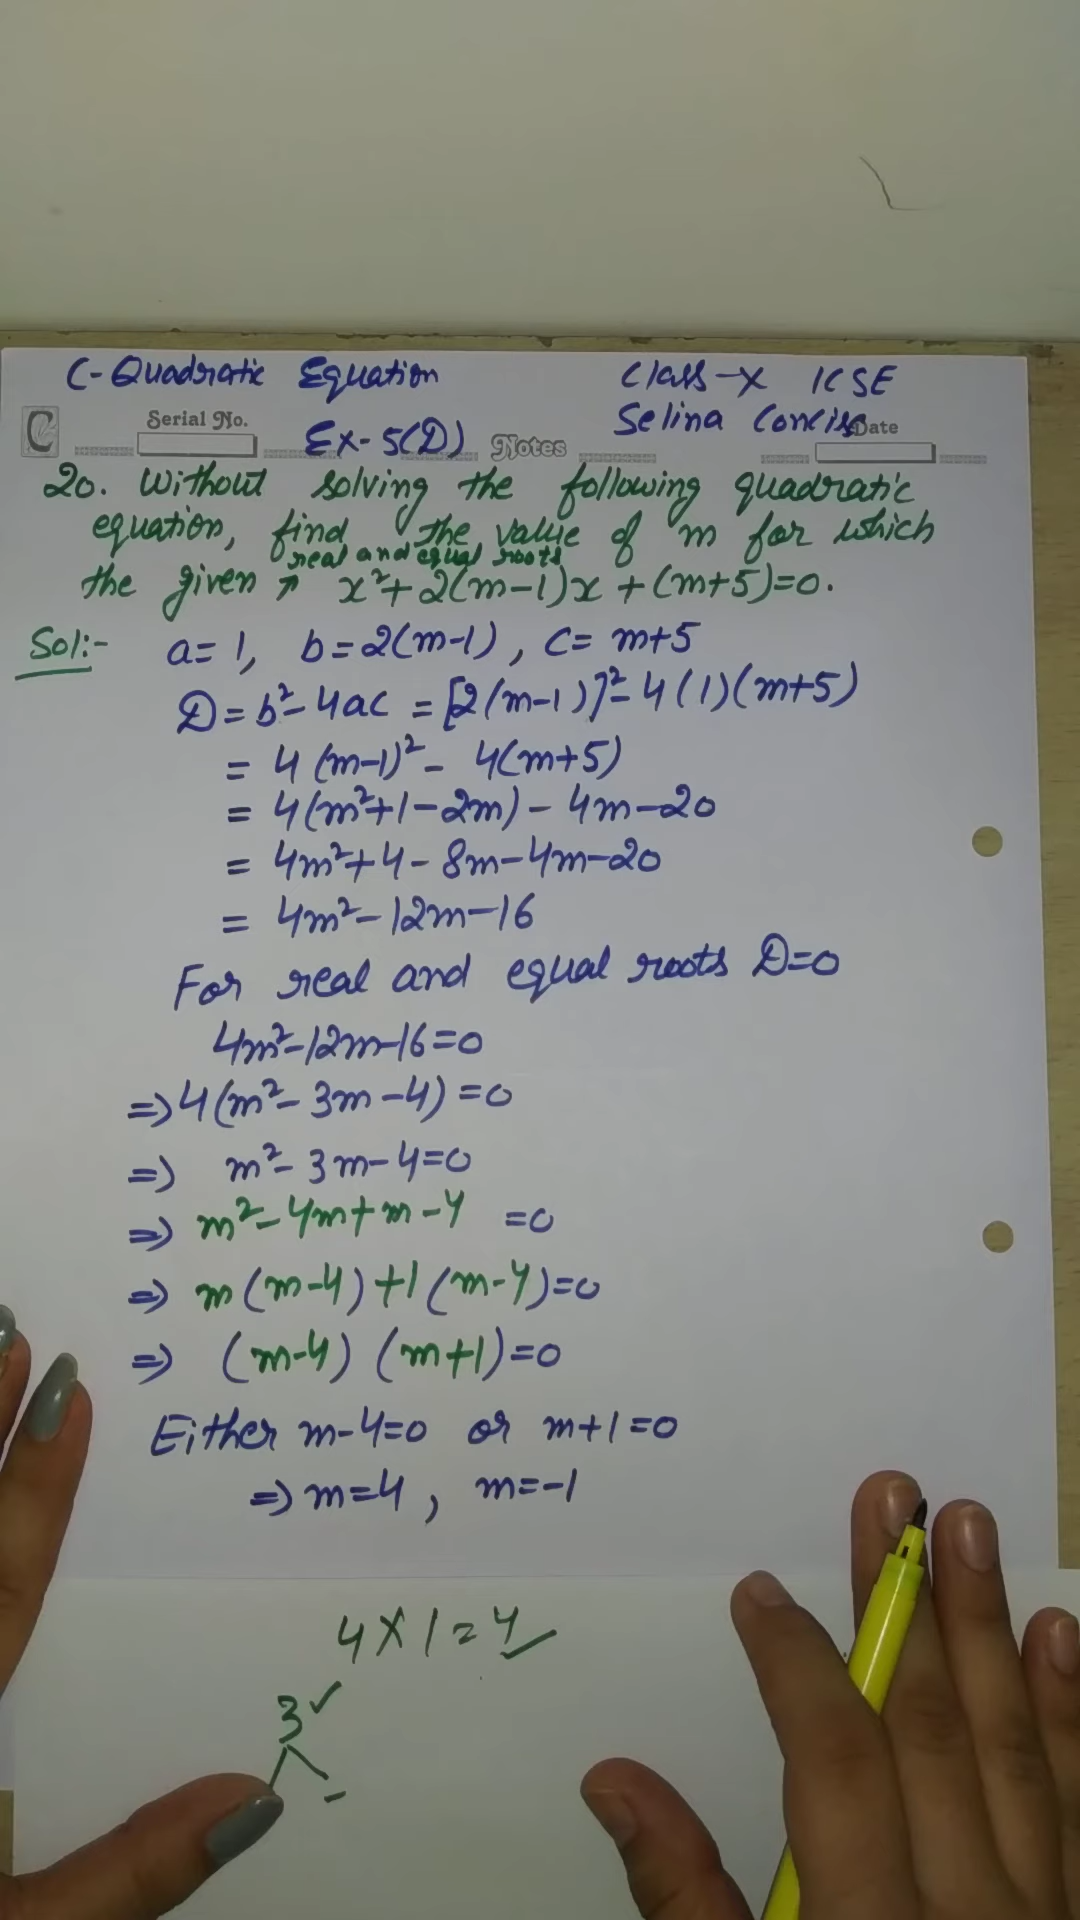 C-Quadratic Equation Class-X ICSE
C Serial No. Ex-5(D) Notes Selina Concise Date
20. Without solving the following quadratic
equation, find the value of m for which
real and equal roots
the given ↗ x²+2(m-1)x+(m+5)=0.
Sol:- a=1, b=2(m-1), c=m+5
D=b²-4ac = [2(m-1)]²-4(1)(m+5)
= 4(m-1)²- 4(m+5)
= 4(m²+1-2m)-4m-20
= 4m²+4-8m-4m-20
= 4m²-12m-16
For real and equal roots D=0
4m²-12m-16=0
=> 4(m²-3m-4)=0
=> m²-3m-4=0
=> m²-4m+m-4 =0
=> m(m-4)+1(m-4)=0
=> (m-4)(m+1)=0
Either m-4=0 or m+1=0
=> m=4, m=-1
4X1=4
3✓
-